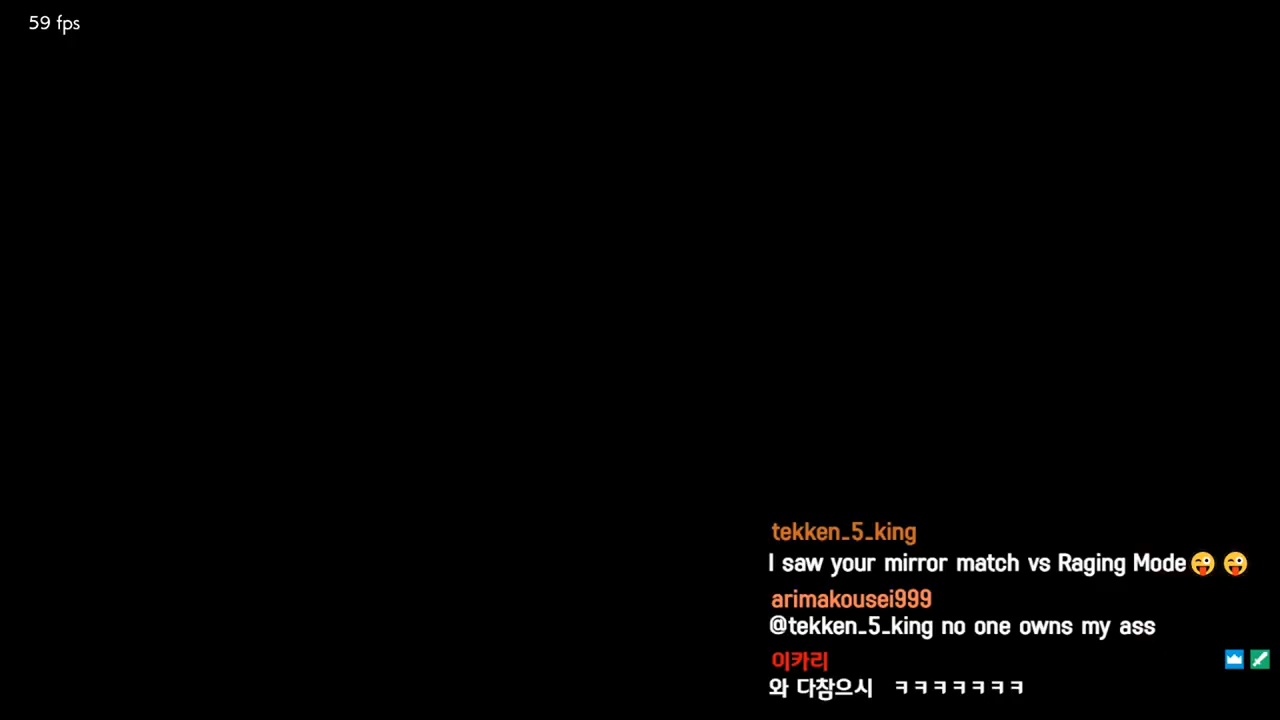 59 fps
tekken_5_king
I saw your mirror match vs Raging Mode😜 😜
arimakousei999
@tekken_5_king no one owns my ass
이카리
와 다참으시 ㅋㅋㅋㅋㅋㅋㅋ